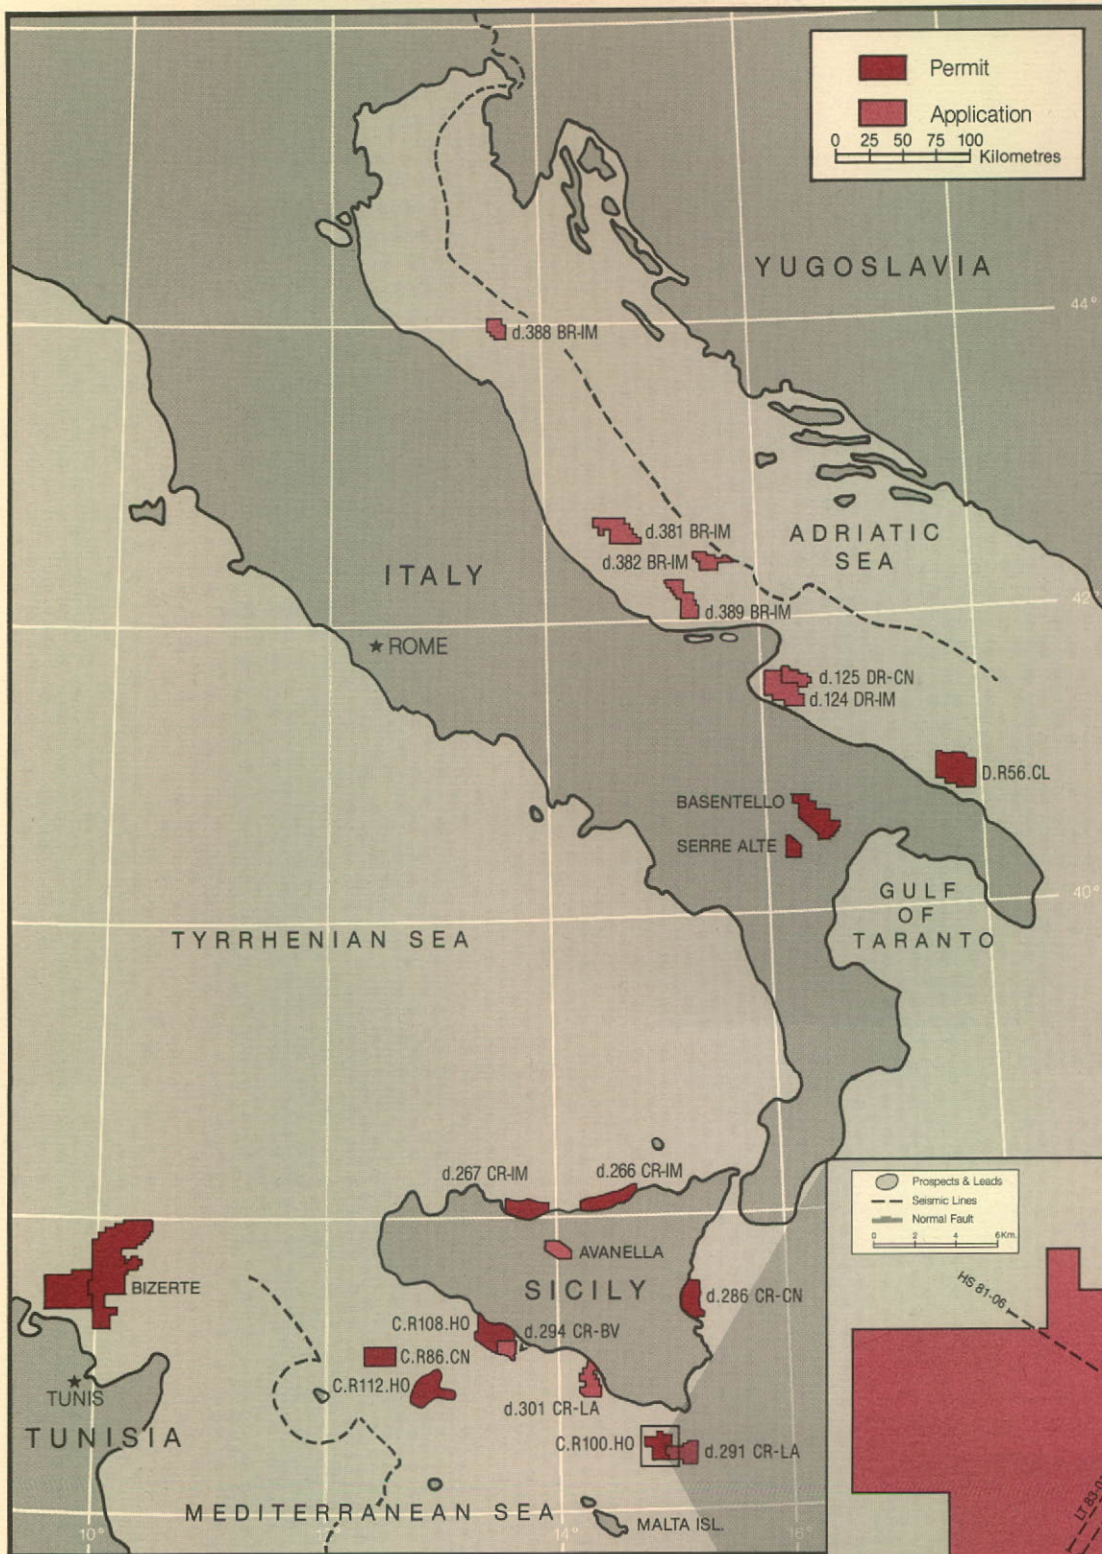 Permit
Application
0 25 50 75 100
Kilometres
YUGOSLAVIA
44°
d.388 BR-IM
d.381 BR-IM
ADRIATIC
SEA
d.382 BR-IM
ITALY
42°
d.389 BR-IM
ROME
d.125 DR-CN
d.124 DR-IM
D.R56.CL
BASENTELLO
SERRE ALTE
GULF
OF
TARANTO
40°
TYRRHENIAN SEA
d.267 CR-IM
d.266 CR-IM
Prospects & Leads
Seismic Lines
Normal Fault
0 2 4 6Km.
AVANELLA
BIZERTE
SICILY
d.286 CR-CN
HS 81-06
C.R108.HO
d.294 CR-BV
C.R86.CN
C.R112.HO
TUNIS
d.301 CR-LA
TUNISIA
C.R100.HO
d.291 CR-LA
MEDITERRANEAN SEA
MALTA ISL.
10°
14°
16°